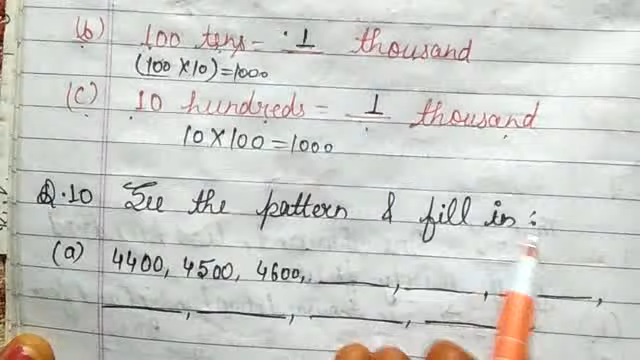 (b) 100 tens = 1 thousand
(100 X 10) = 1000
(c) 10 hundreds = 1 thousand
10 X 100 = 1000
Q.10 See the pattern & fill in :
(a) 4400, 4500, 4600, ____, ____, ____,
____, ____, ____, ____